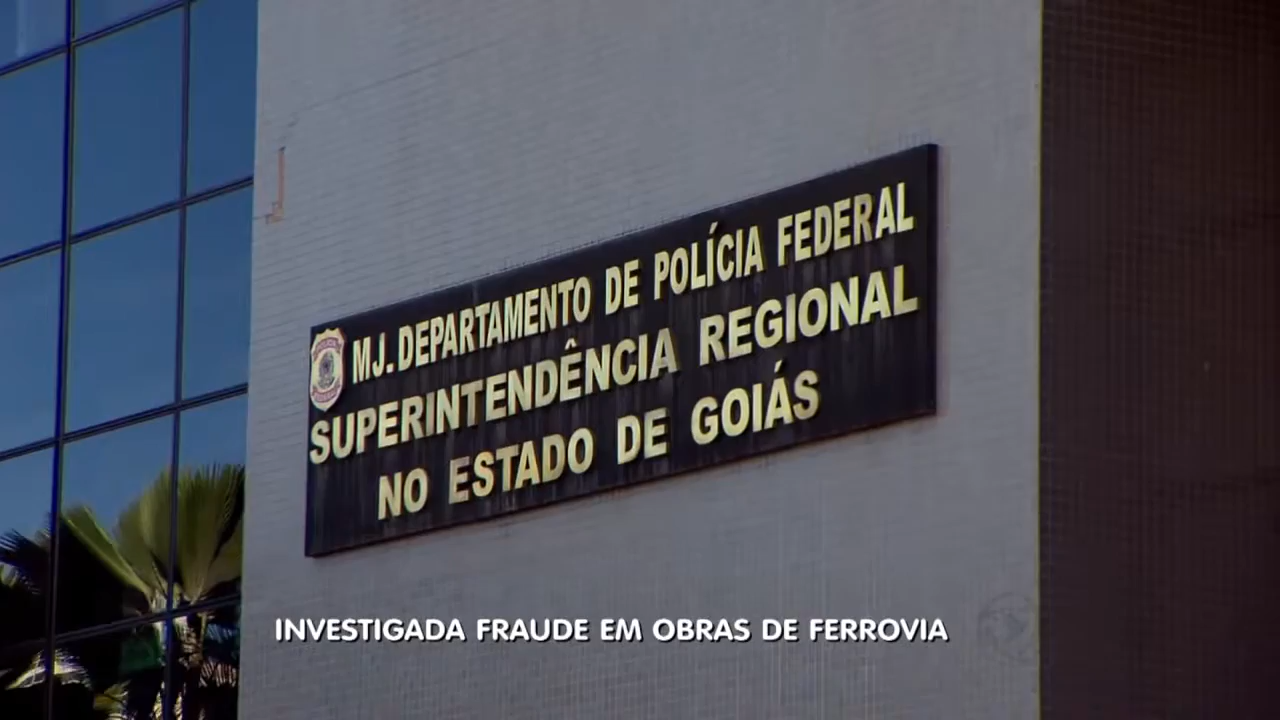 MJ. DEPARTAMENTO DE POLÍCIA FEDERAL
SUPERINTENDÊNCIA REGIONAL
NO ESTADO DE GOIÁS
INVESTIGADA FRAUDE EM OBRAS DE FERROVIA